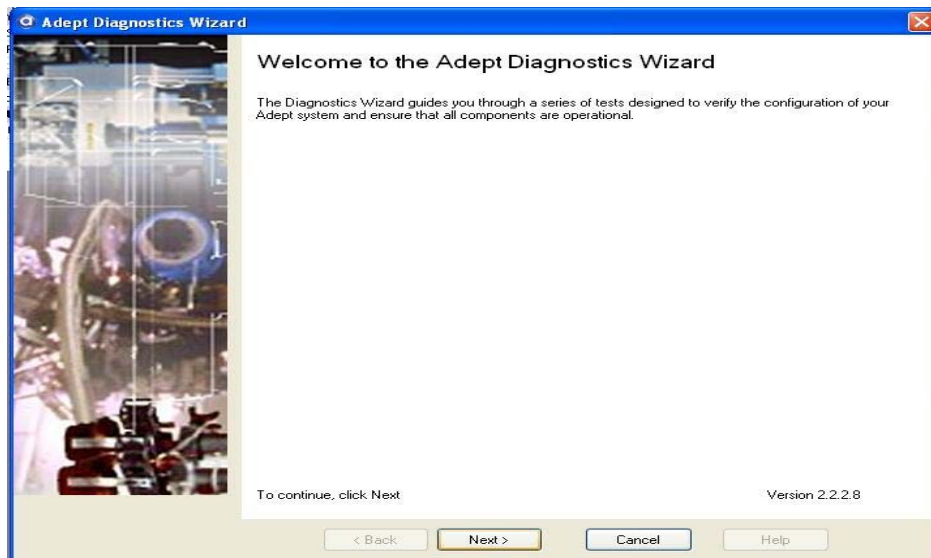 Adept Diagnostics Wizard
Welcome to the Adept Diagnostics Wizard
The Diagnostics Wizard guides you through a series of tests designed to verify the configuration of your
Adept system and ensure that all components are operational.
To continue, click Next
Version 2.2.2.8
< Back
Next >
Cancel
Help